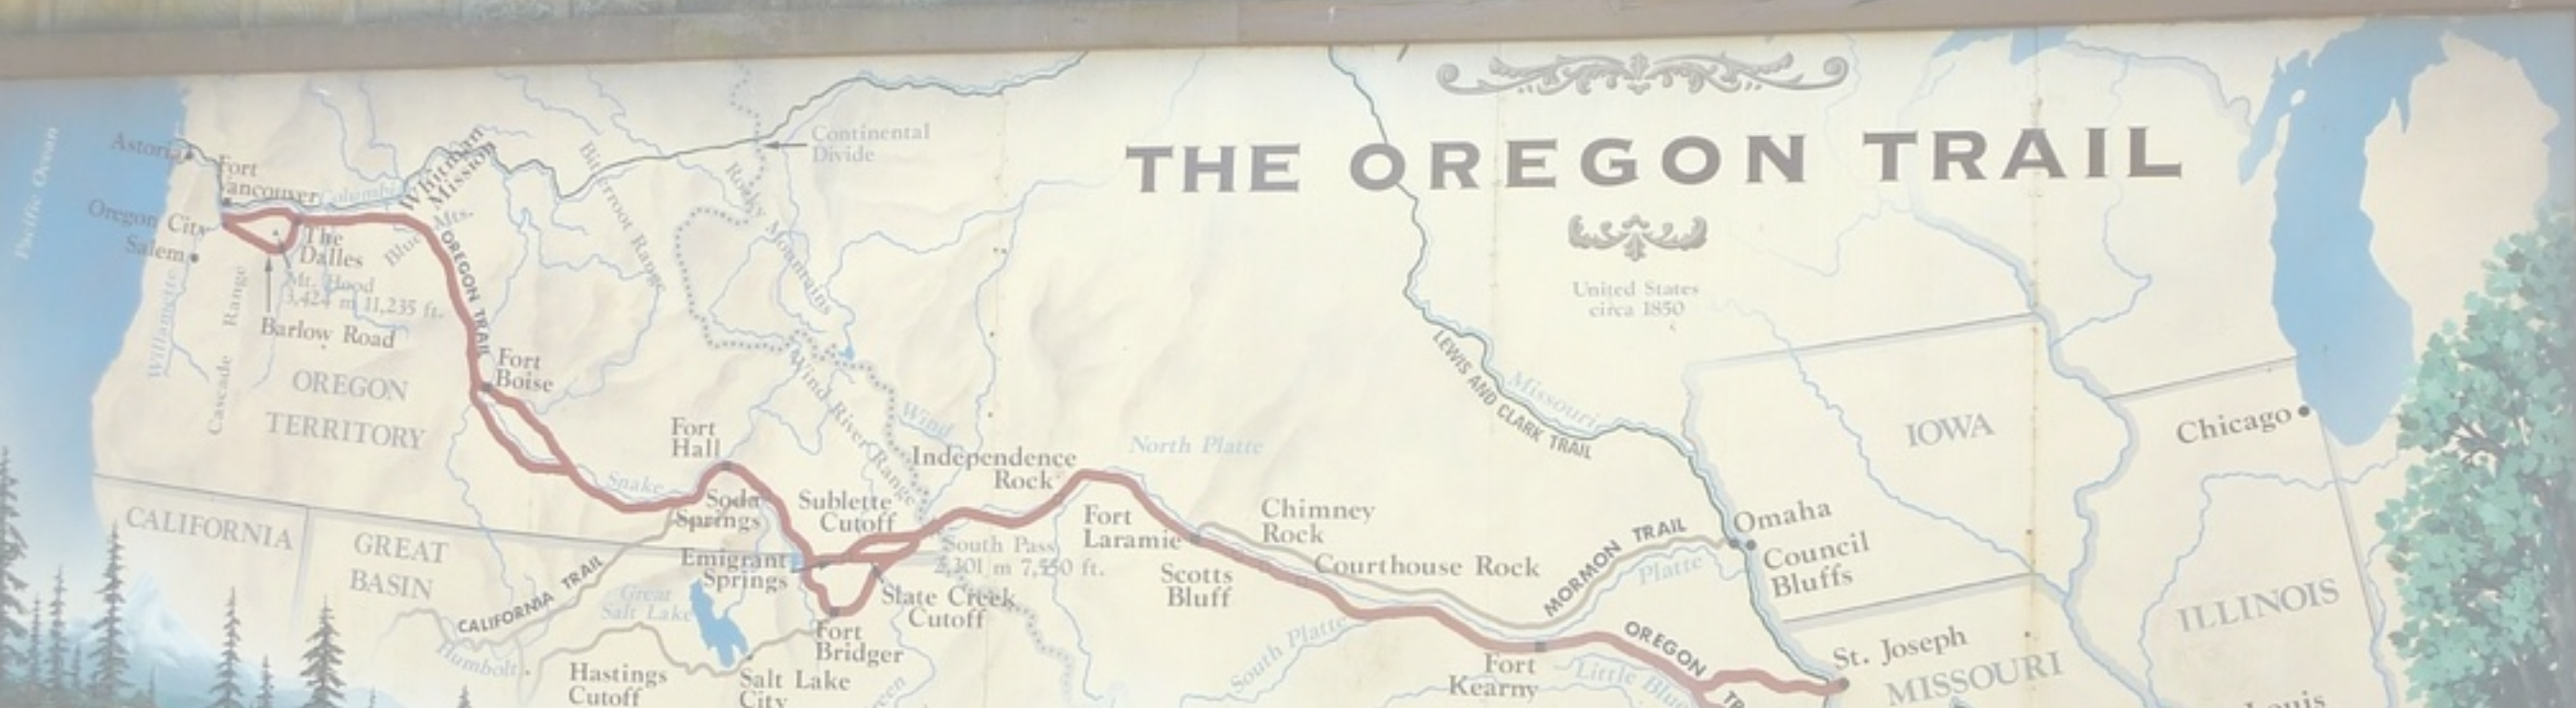 THE OREGON TRAIL
United States
circa 1850
Pacific Ocean
Astoria
Fort
Vancouver
Columbia
Whitman
Mission
Oregon City
Salem
The
Dalles
Blue Mts.
Mt. Hood
3,424 m 11,235 ft.
Barlow Road
Willamette
Cascade Range
OREGON
TERRITORY
OREGON TRAIL
Fort
Boise
Bitterroot Range
Rocky Mountains
Continental
Divide
Wind River Range
Wind
Fort
Hall
Snake
Soda
Springs
Sublette
Cutoff
Independence
Rock
North Platte
Emigrant
Springs
South Pass
2,301 m 7,550 ft.
Slate Creek
Cutoff
Fort
Bridger
Great
Salt Lake
Salt Lake
City
Hastings
Cutoff
CALIFORNIA TRAIL
Humbolt
CALIFORNIA
GREAT
BASIN
Fort
Laramie
Scotts
Bluff
Chimney
Rock
Courthouse Rock
South Platte
Fort
Kearny
Little Blue
MORMON TRAIL
Platte
OREGON
LEWIS AND CLARK TRAIL
Missouri
Omaha
Council
Bluffs
St. Joseph
MISSOURI
IOWA
Chicago
ILLINOIS